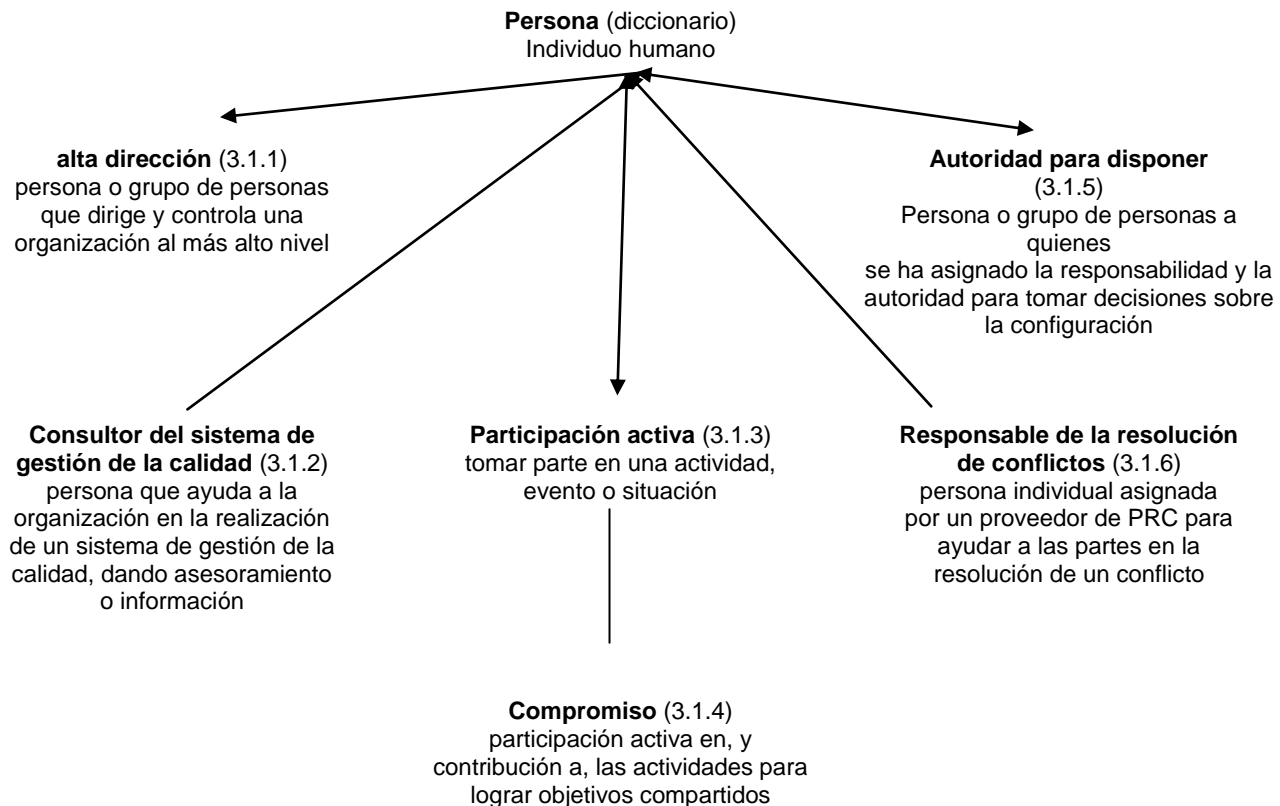 Persona (diccionario)
Individuo humano
alta dirección (3.1.1)
persona o grupo de personas
que dirige y controla una
organización al más alto nivel
Autoridad para disponer
(3.1.5)
Persona o grupo de personas a
quienes
se ha asignado la responsabilidad y la
autoridad para tomar decisiones sobre
la configuración
Consultor del sistema de
gestión de la calidad (3.1.2)
persona que ayuda a la
organización en la realización
de un sistema de gestión de la
calidad, dando asesoramiento
o información
Participación activa (3.1.3)
tomar parte en una actividad,
evento o situación
Responsable de la resolución
de conflictos (3.1.6)
persona individual asignada
por un proveedor de PRC para
ayudar a las partes en la
resolución de un conflicto
Compromiso (3.1.4)
participación activa en, y
contribución a, las actividades para
lograr objetivos compartidos